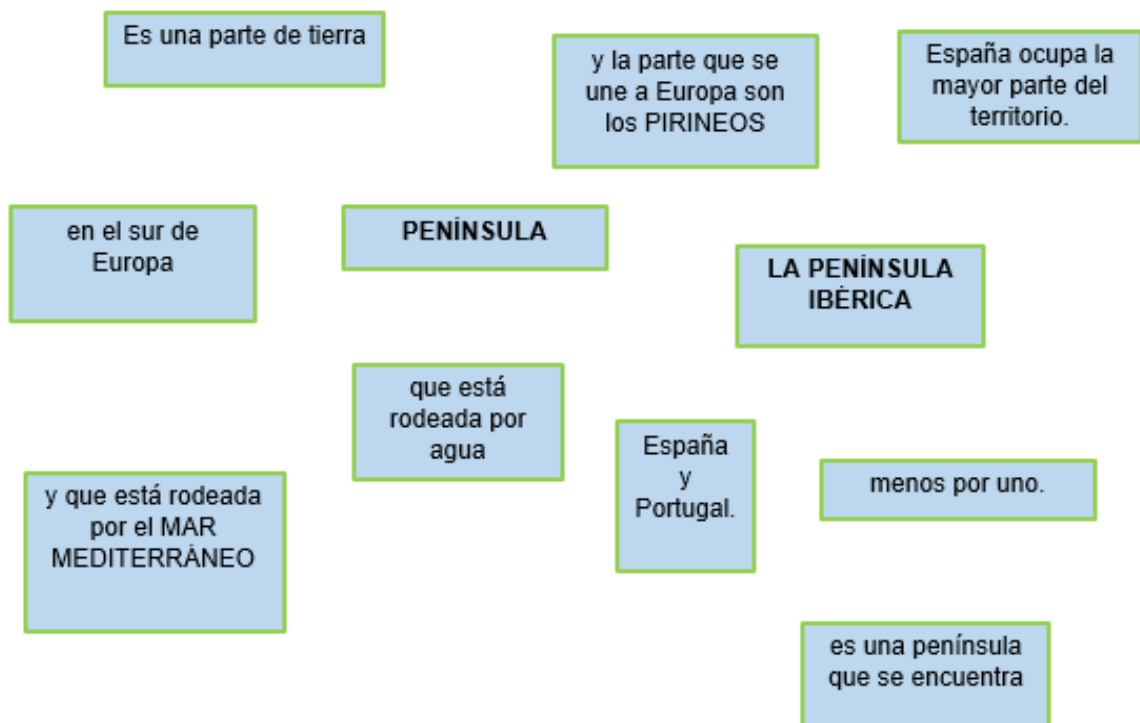 Es una parte de tierra
y la parte que se
une a Europa son
los PIRINEOS
España ocupa la
mayor parte del
territorio.
en el sur de
Europa
PENÍNSULA
LA PENÍNSULA
IBÉRICA
que está
rodeada por
agua
España
y
Portugal.
menos por uno.
y que está rodeada
por el MAR
MEDITERRÁNEO
es una península
que se encuentra